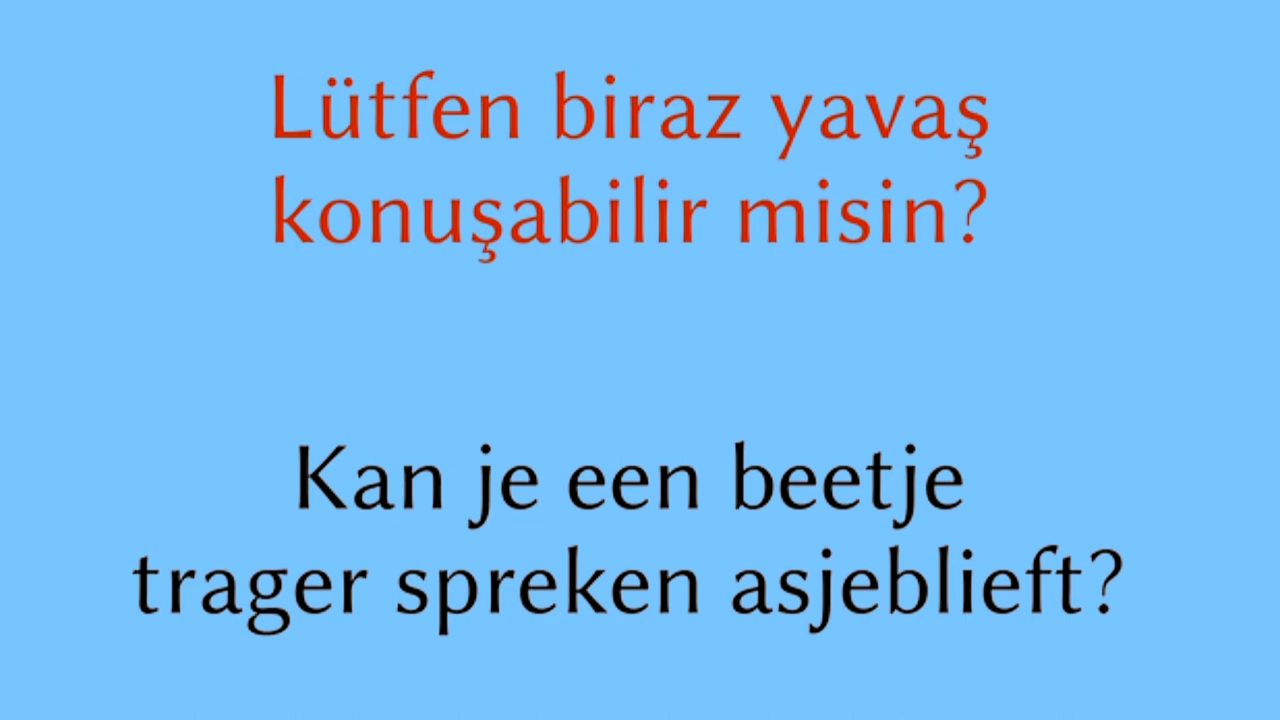 Lütfen biraz yavaş
konuşabilir misin?
Kan je een beetje
trager spreken asjeblieft?